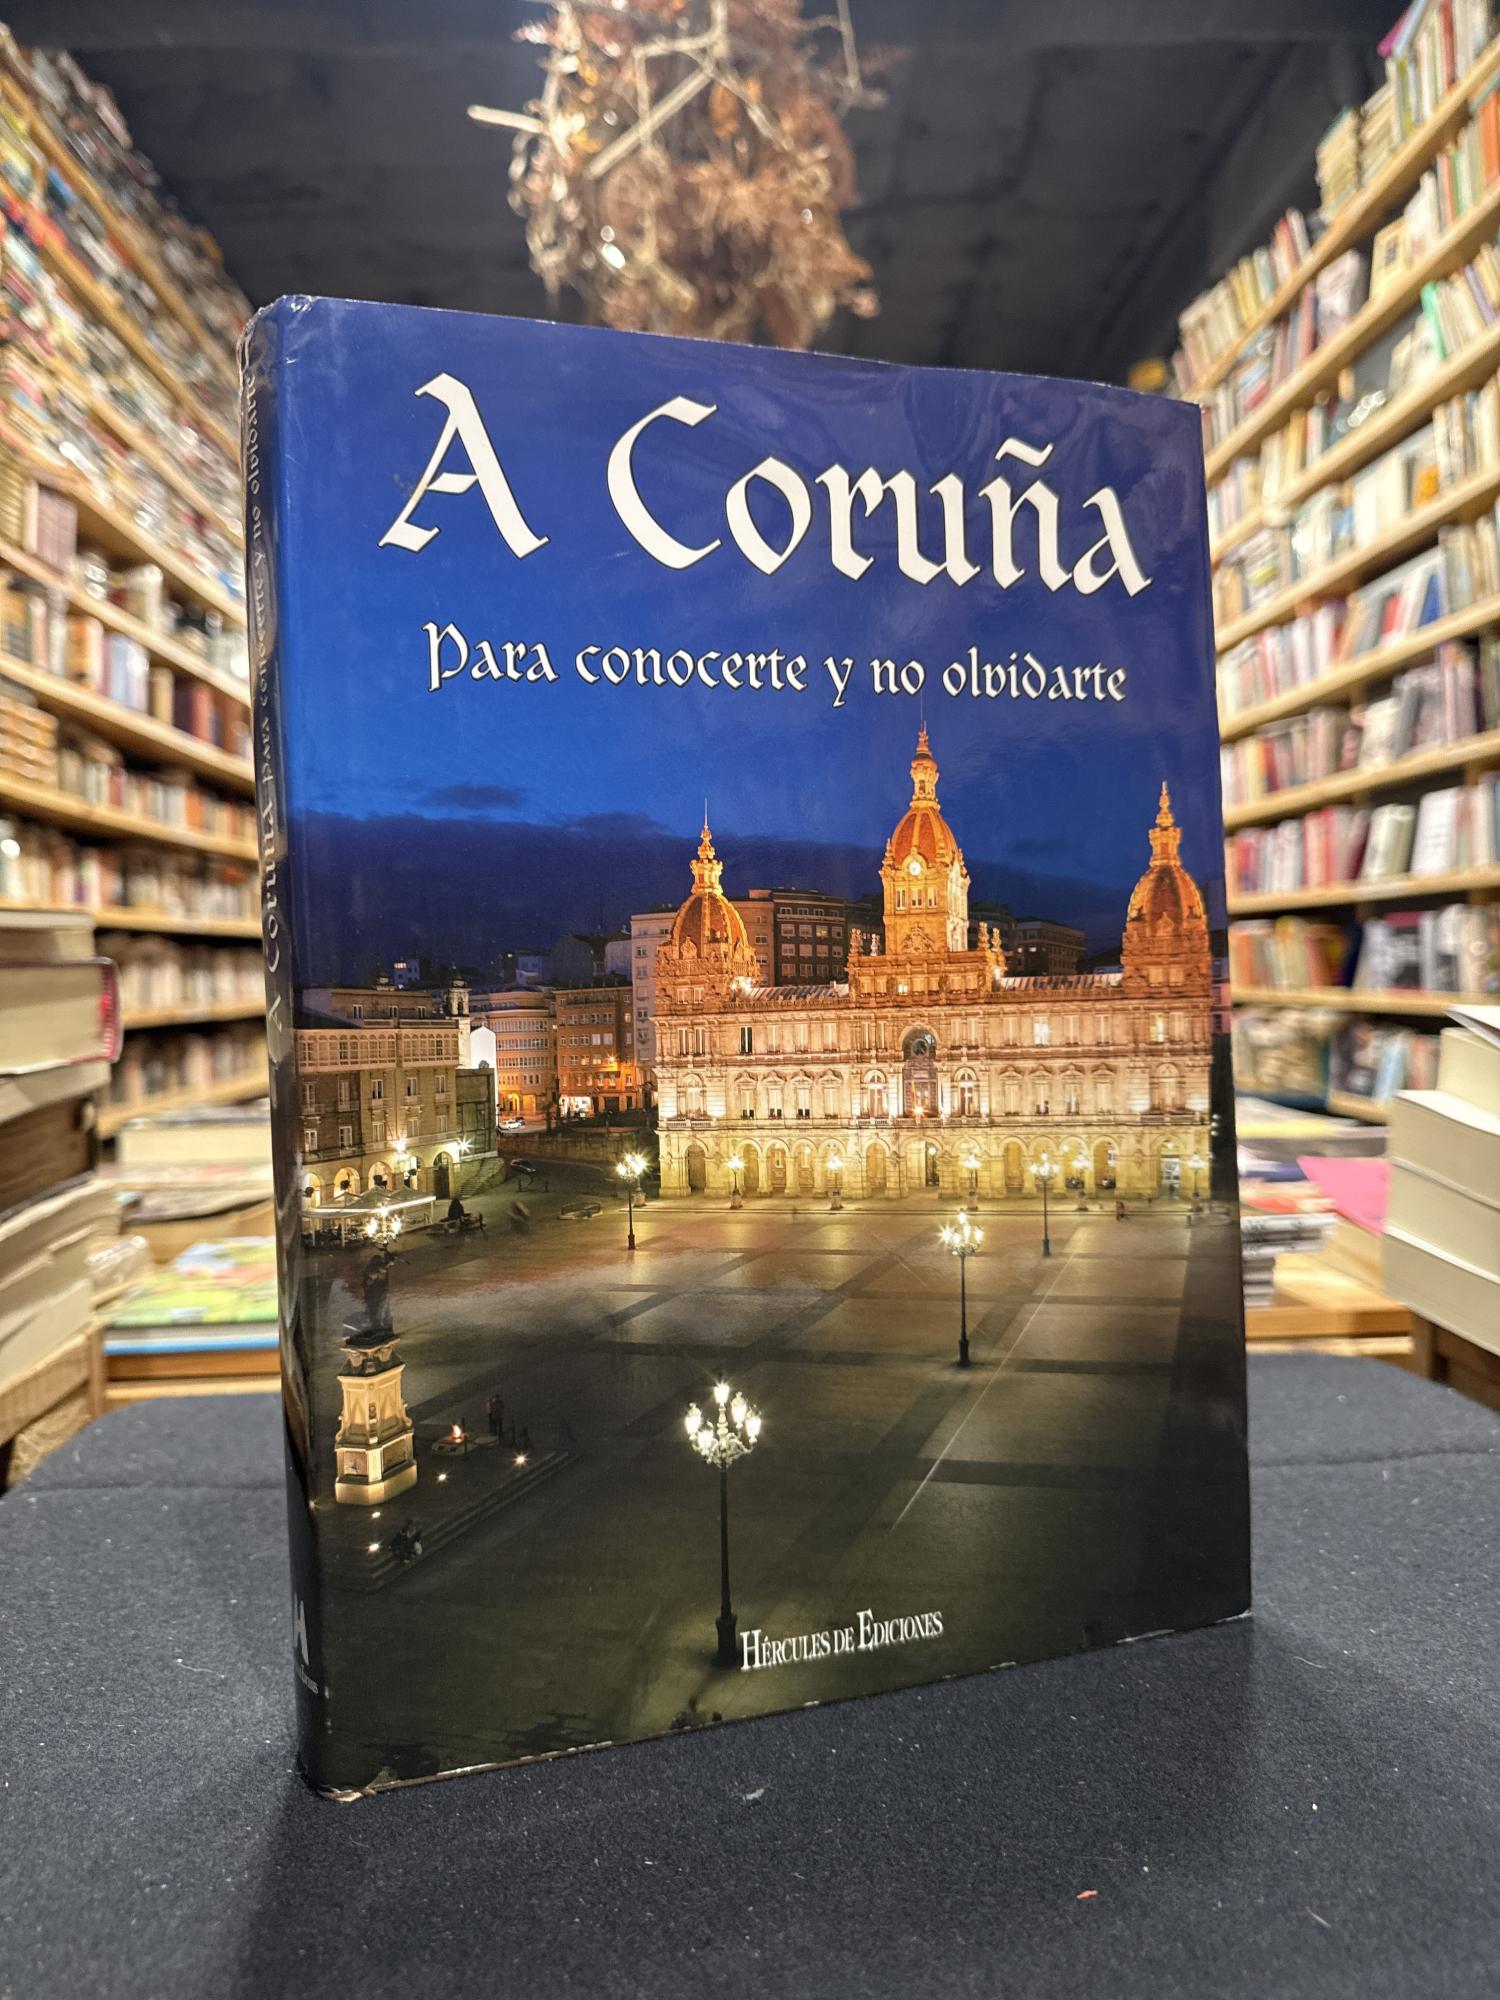 A Coruña
Para conocerte y no olvidarte
HÉRCULES DE EDICIONES
A Coruña para conocerte y no olvidarte